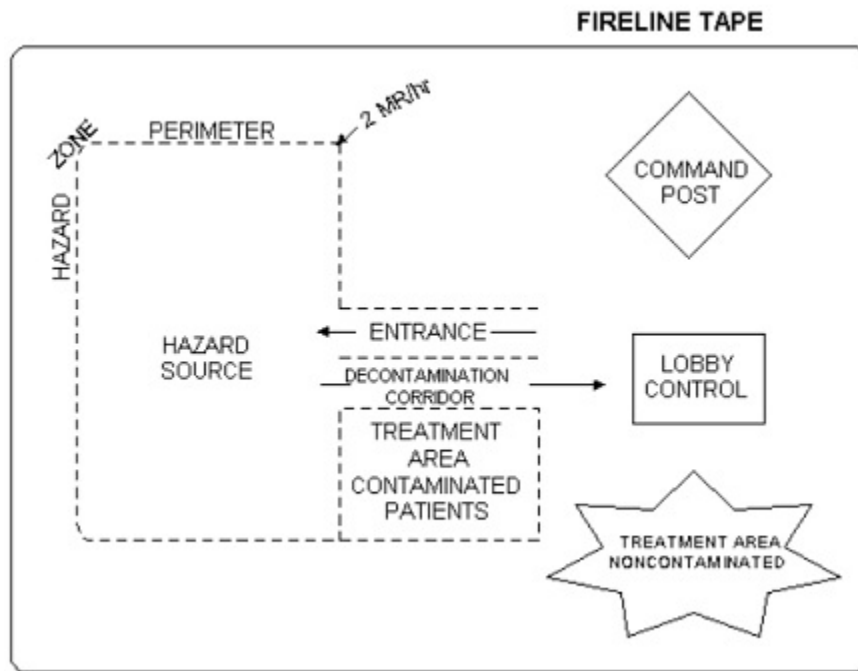 FIRELINE TAPE
ZONE
PERIMETER
2 MR/hr
HAZARD
COMMAND
POST
ENTRANCE
HAZARD
SOURCE
DECONTAMINATION
CORRIDOR
LOBBY
CONTROL
TREATMENT
AREA
CONTAMINATED
PATIENTS
TREATMENT AREA
NONCONTAMINATED